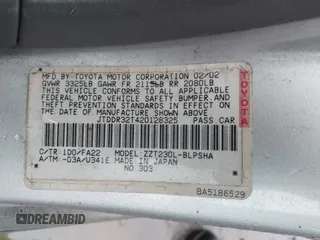 MFD BY TOYOTA MOTOR CORPORATION 02/02
GVWR 3325LB GAWR FR 2115LB RR 2080LB
THIS VEHICLE CONFORMS TO ALL APPLICABLE
FEDERAL MOTOR VEHICLE SAFETY, BUMPER, AND
THEFT PREVENTION STANDARDS IN EFFECT ON
THE DATE OF MANUFACTURE SHOWN ABOVE.
JTDDR32T420128325 PASS CAR
C/TR 1D0/FA22 MODEL ZZT230L-BLPSHA
A/TM -03A/U341E MADE IN JAPAN
NO. 303
TOYOTA
BA5186529